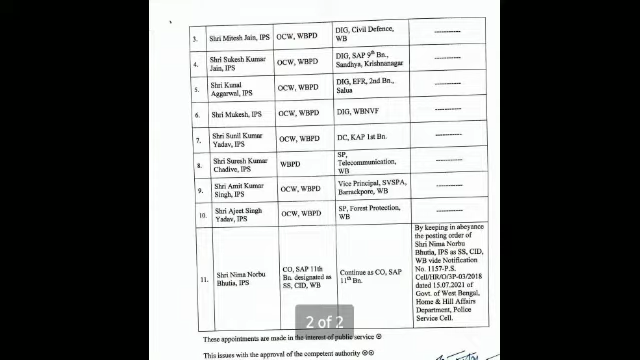 3. Shri Mitesh Jain, IPS OCW, WBPD DIG, Civil Defence, WB -----------
4. Shri Sukesh Kumar Jain, IPS OCW, WBPD DIG, SAP 9th Bn., Sandhya, Krishnanagar -----------
5. Shri Kunal Aggarwal, IPS OCW, WBPD DIG, EFR, 2nd Bn., Salua -----------
6. Shri Mukesh, IPS OCW, WBPD DIG, WBNVF -----------
7. Shri Sunil Kumar Yadav, IPS OCW, WBPD DC, KAP 1st Bn. -----------
8. Shri Suresh Kumar Chadive, IPS WBPD SP, Telecommunication, WB -----------
9. Shri Amit Kumar Singh, IPS OCW, WBPD Vice Principal, SVSPA, Barrackpore, WB -----------
10. Shri Ajeet Singh Yadav, IPS OCW, WBPD SP, Forest Protection, WB -----------
11. Shri Nima Norbu Bhutia, IPS
CO, SAP 11th
Bn. designated as
SS, CID, WB
Continue as CO, SAP
11th Bn.
By keeping in abeyance
the posting order of
Shri Nima Norbu
Bhutia, IPS as SS, CID,
WB vide Notification
No. 1157-P.S.
Cell/HR/O/3P-03/2018
dated 15.07.2021 of
Govt. of West Bengal,
Home & Hill Affairs
Department, Police
Service Cell.
2 of 2
These appointments are made in the interest of public service
This issues with the approval of the competent authority